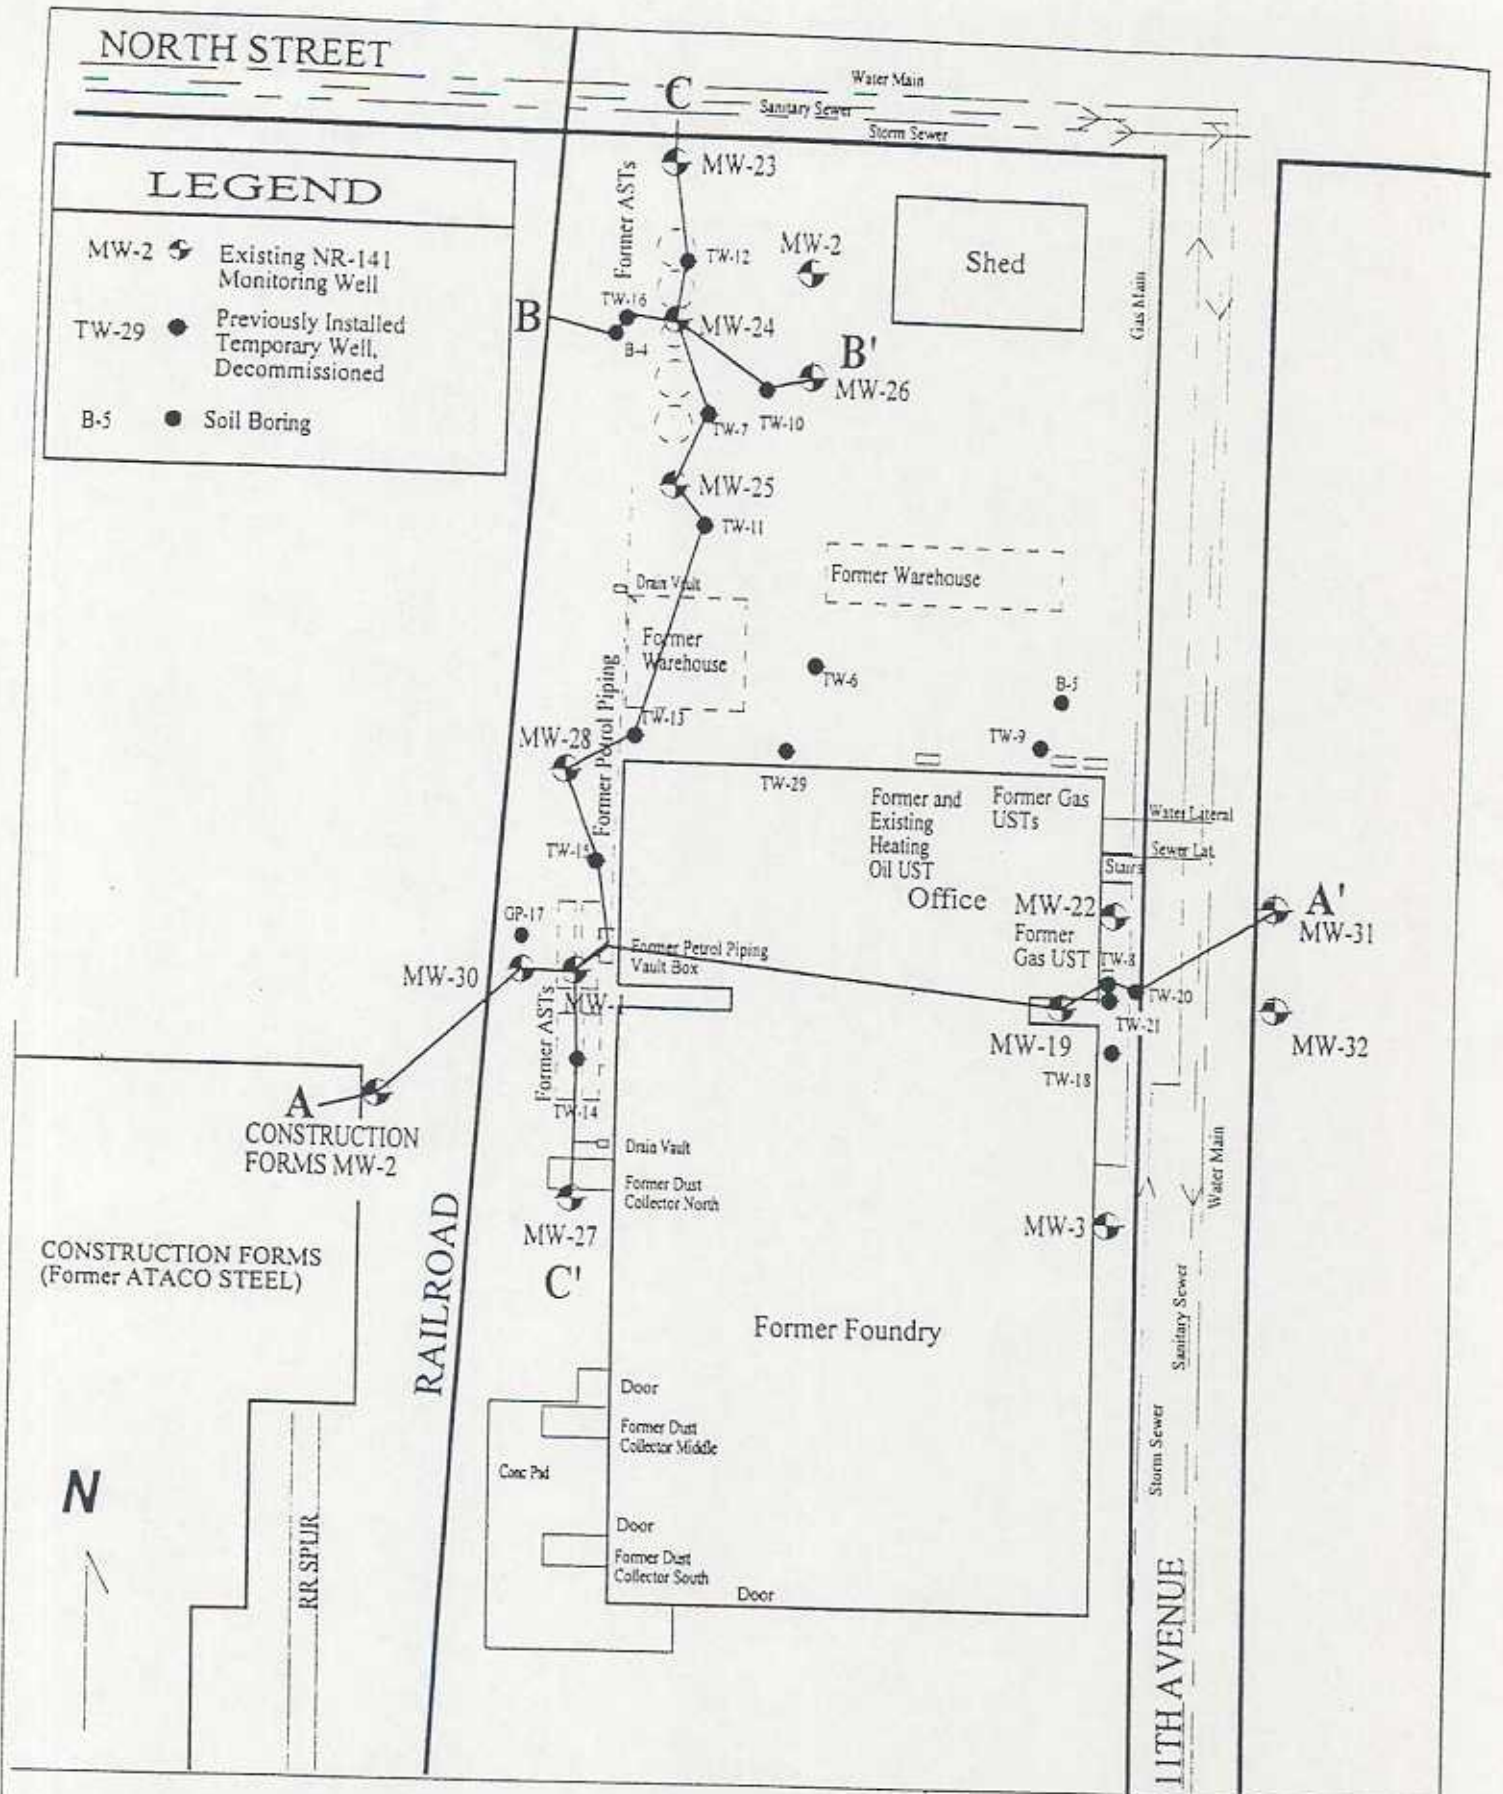 NORTH STREET
Water Main
C
Sanitary Sewer
Storm Sewer
LEGEND
MW-2
Existing NR-141
Monitoring Well
TW-29
Previously Installed
Temporary Well,
Decommissioned
B-5
Soil Boring
MW-23
Former ASTs
TW-12
MW-2
Shed
Gas Main
TW-16
B
B-4
MW-24
B'
MW-26
TW-7
TW-10
MW-25
TW-11
Former Warehouse
Drain Vault
Former
Warehouse
TW-6
B-5
Former Petrol Piping
TW-13
MW-28
TW-9
TW-29
Former and
Existing
Heating
Oil UST
Former Gas
USTs
Water Lateral
Sewer Lat.
Stairs
TW-15
Office
MW-22
Former
Gas UST
TW-8
A'
MW-31
GP-17
Former Petrol Piping
Vault Box
MW-30
MW-1
TW-20
TW-21
MW-19
MW-32
TW-18
Former ASTs
TW-14
A
CONSTRUCTION
FORMS MW-2
Drain Vault
Former Dust
Collector North
Water Main
MW-27
MW-3
C'
CONSTRUCTION FORMS
(Former ATACO STEEL)
RAILROAD
Sanitary Sewer
Former Foundry
Door
Former Dust
Collector Middle
Storm Sewer
Conc Pad
N
RR SPUR
Door
Former Dust
Collector South
Door
11TH AVENUE